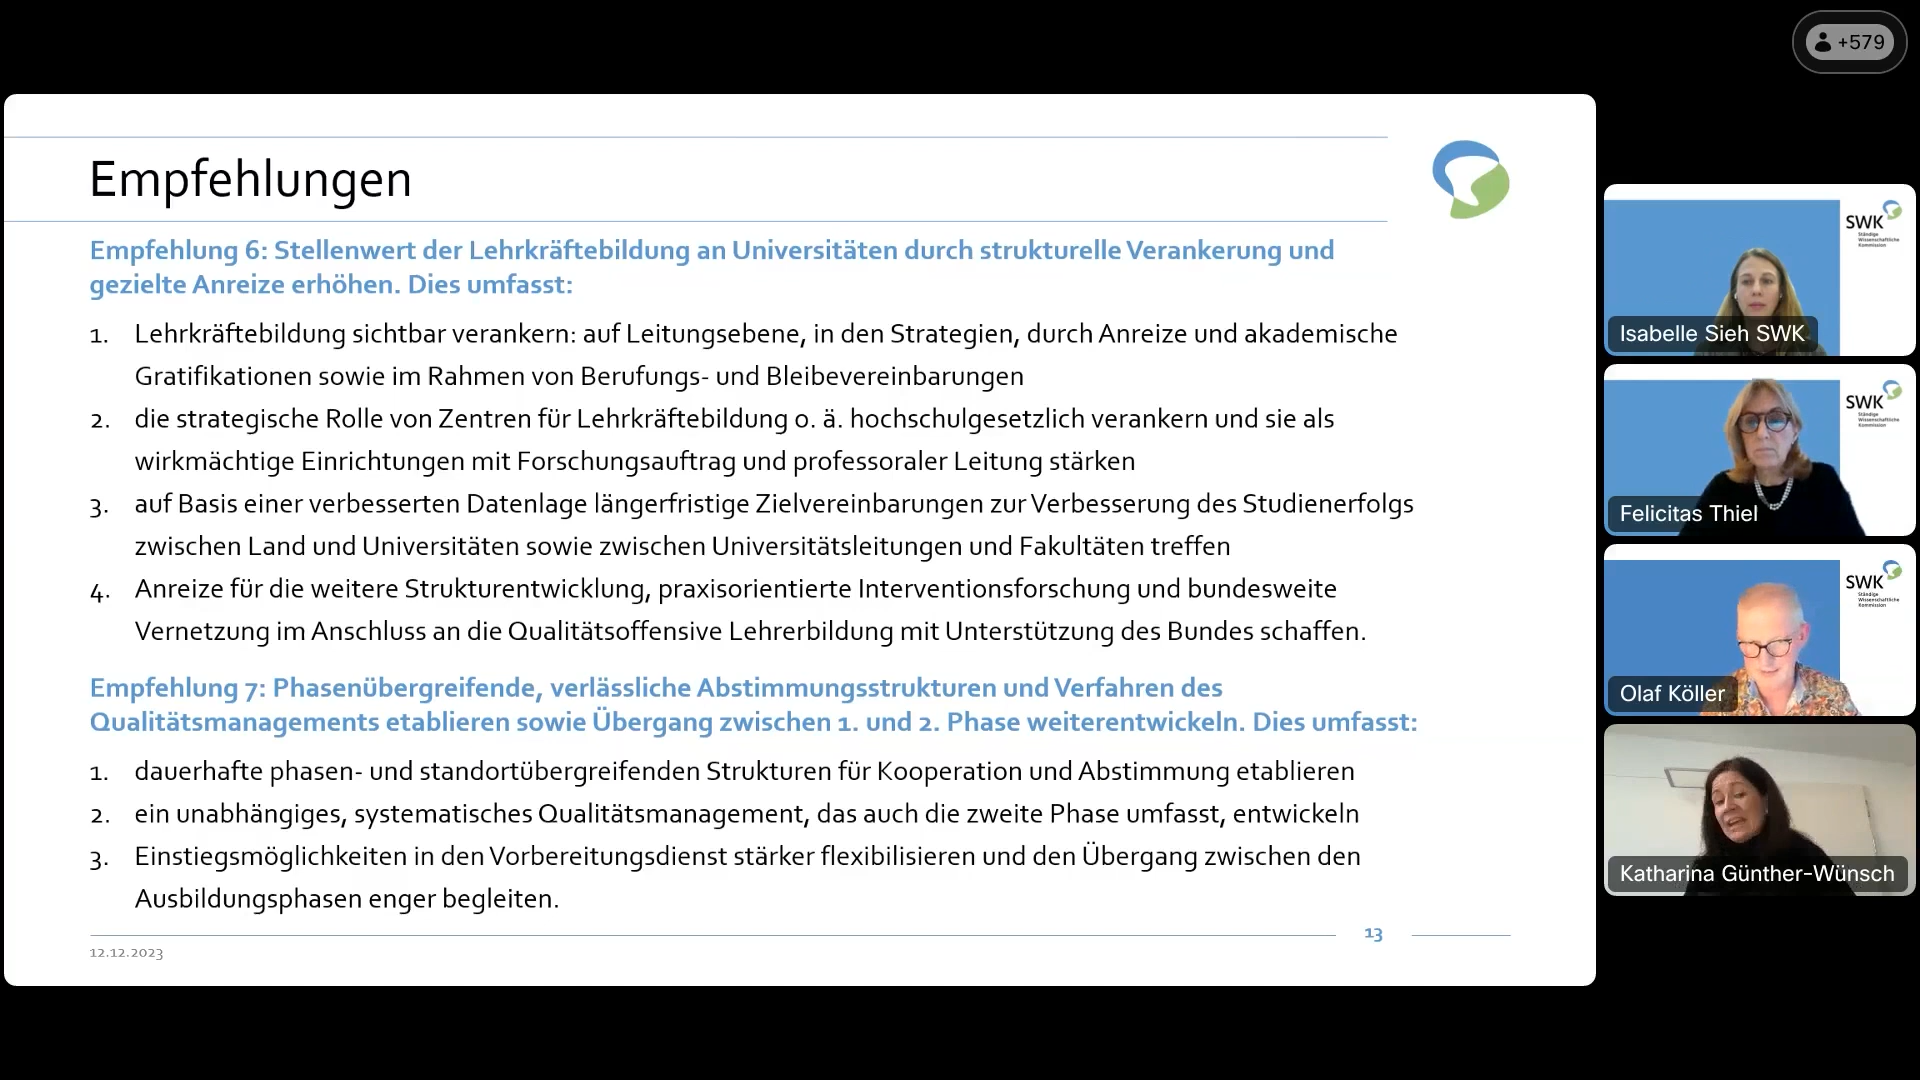 +579
Empfehlungen
Empfehlung 6: Stellenwert der Lehrkräftebildung an Universitäten durch strukturelle Verankerung und
gezielte Anreize erhöhen. Dies umfasst:
1. Lehrkräftebildung sichtbar verankern: auf Leitungsebene, in den Strategien, durch Anreize und akademische
Gratifikationen sowie im Rahmen von Berufungs- und Bleibevereinbarungen
2. die strategische Rolle von Zentren für Lehrkräftebildung o. ä. hochschulgesetzlich verankern und sie als
wirkmächtige Einrichtungen mit Forschungsauftrag und professoraler Leitung stärken
3. auf Basis einer verbesserten Datenlage längerfristige Zielvereinbarungen zur Verbesserung des Studienerfolgs
zwischen Land und Universitäten sowie zwischen Universitätsleitungen und Fakultäten treffen
4. Anreize für die weitere Strukturentwicklung, praxisorientierte Interventionsforschung und bundesweite
Vernetzung im Anschluss an die Qualitätsoffensive Lehrerbildung mit Unterstützung des Bundes schaffen.
Empfehlung 7: Phasenübergreifende, verlässliche Abstimmungsstrukturen und Verfahren des
Qualitätsmanagements etablieren sowie Übergang zwischen 1. und 2. Phase weiterentwickeln. Dies umfasst:
1. dauerhafte phasen- und standortübergreifenden Strukturen für Kooperation und Abstimmung etablieren
2. ein unabhängiges, systematisches Qualitätsmanagement, das auch die zweite Phase umfasst, entwickeln
3. Einstiegsmöglichkeiten in den Vorbereitungsdienst stärker flexibilisieren und den Übergang zwischen den
Ausbildungsphasen enger begleiten.
12.12.2023
13
SWK
Ständige
Wissenschaftliche
Kommission
Isabelle Sieh SWK
SWK
Ständige
Wissenschaftliche
Kommission
Felicitas Thiel
SWK
Ständige
Wissenschaftliche
Kommission
Olaf Köller
Katharina Günther-Wünsch